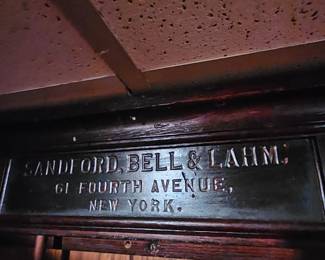 SANDFORD, BELL & LAHM.
61 FOURTH AVENUE,
NEW YORK.